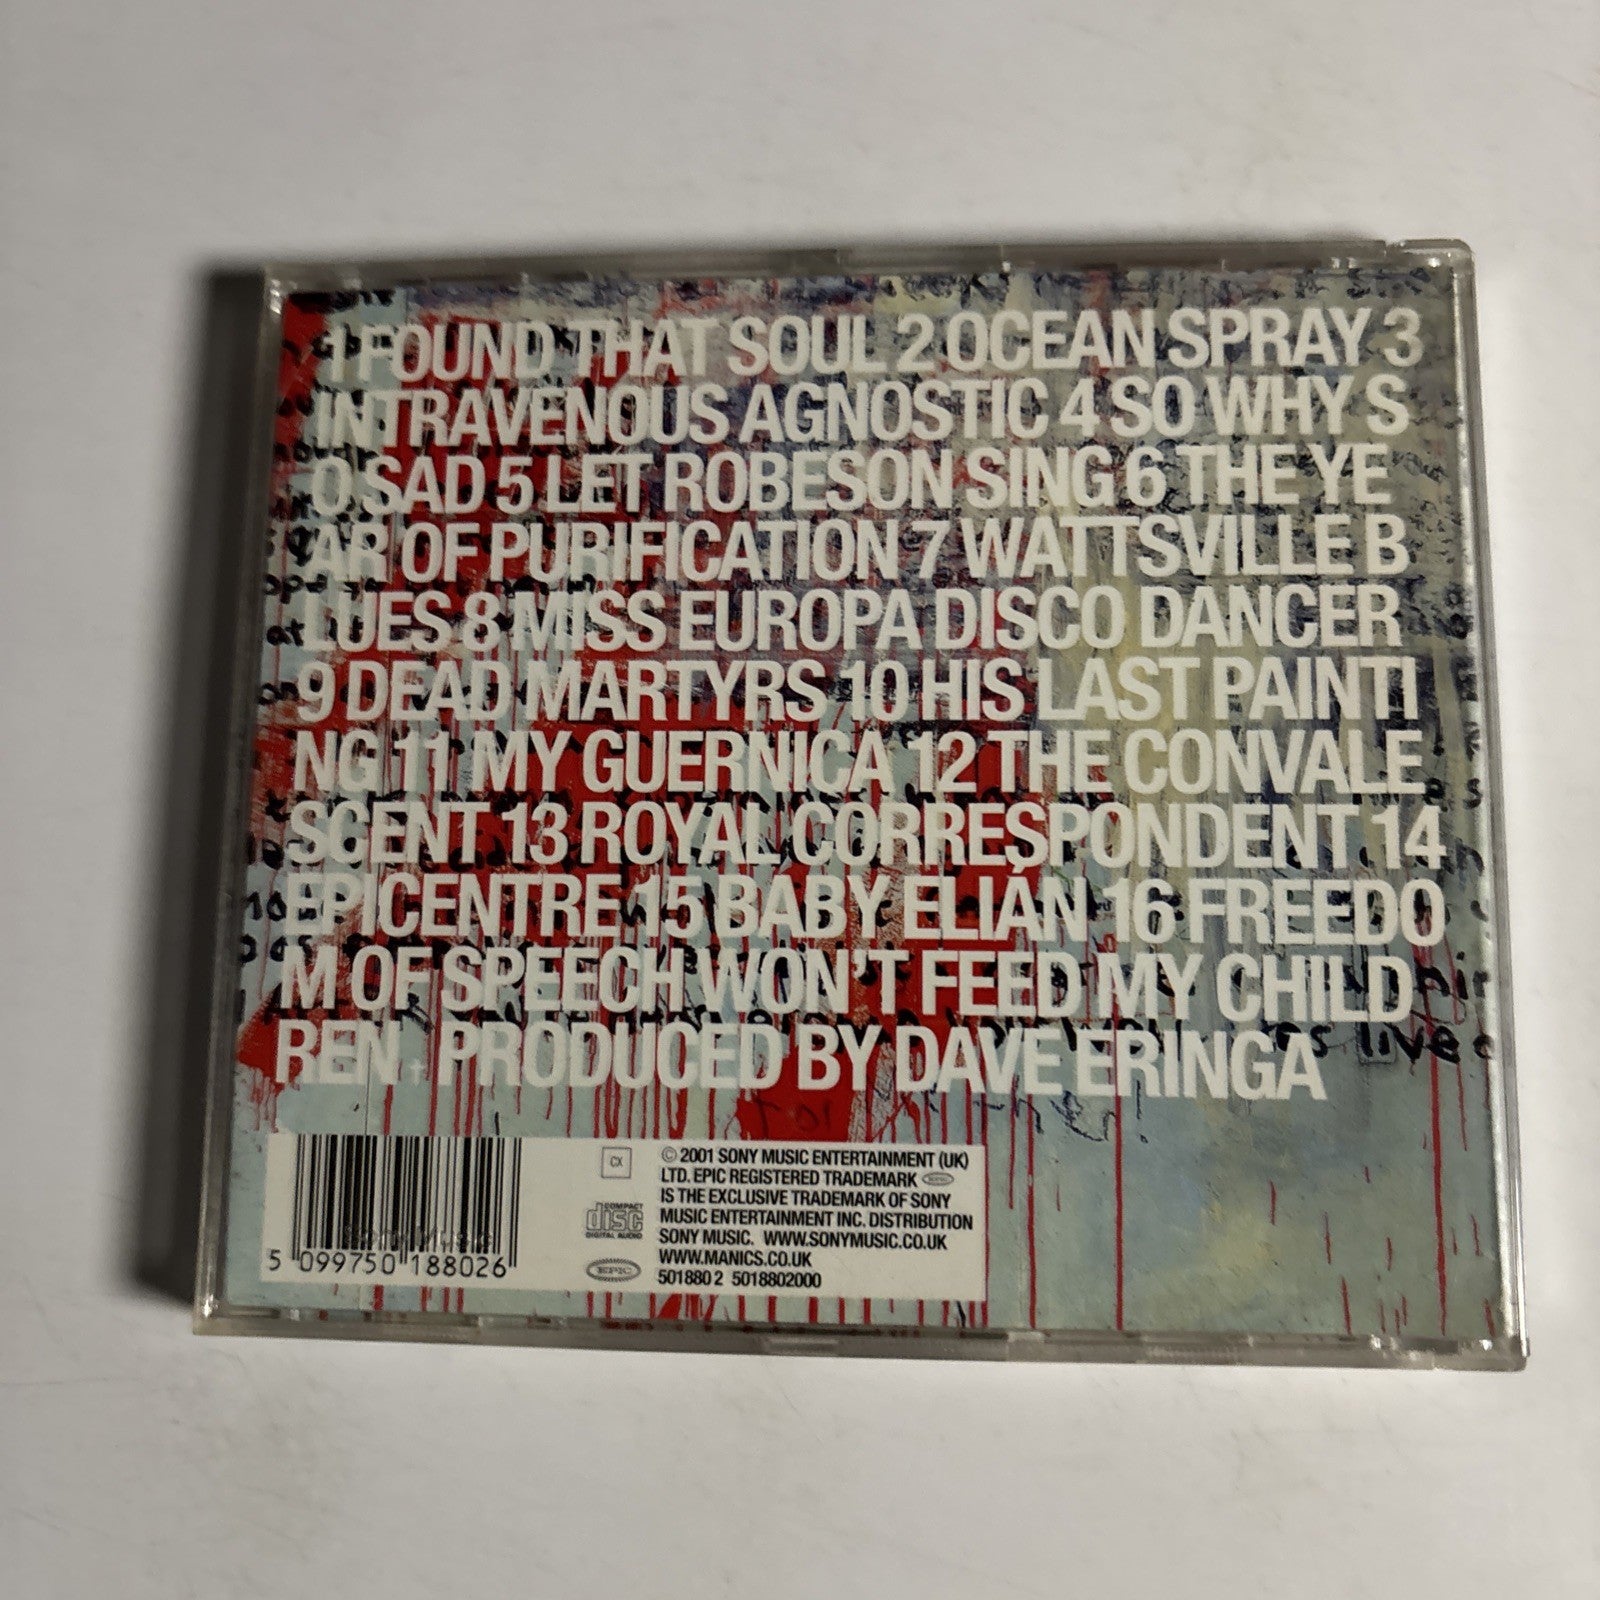 1 FOUND THAT SOUL 2 OCEAN SPRAY 3
INTRAVENOUS AGNOSTIC 4 SO WHY S
O SAD 5 LET ROBESON SING 6 THE YE
AR OF PURIFICATION 7 WATTSVILLE B
LUES 8 MISS EUROPA DISCO DANCER
9 DEAD MARTYRS 10 HIS LAST PAINTI
NG 11 MY GUERNICA 12 THE CONVALE
SCENT 13 ROYAL CORRESPONDENT 14
EPICENTRE 15 BABY ELIÁN 16 FREEDO
M OF SPEECH WON'T FEED MY CHILD
REN + PRODUCED BY DAVE ERINGA
live
5 099750 188026
CX
COMPACT
disc
DIGITAL AUDIO
EPIC
© 2001 SONY MUSIC ENTERTAINMENT (UK)
LTD. EPIC REGISTERED TRADEMARK EPIC
IS THE EXCLUSIVE TRADEMARK OF SONY
MUSIC ENTERTAINMENT INC. DISTRIBUTION
SONY MUSIC. WWW.SONYMUSIC.CO.UK
WWW.MANICS.CO.UK
501880 2 5018802000